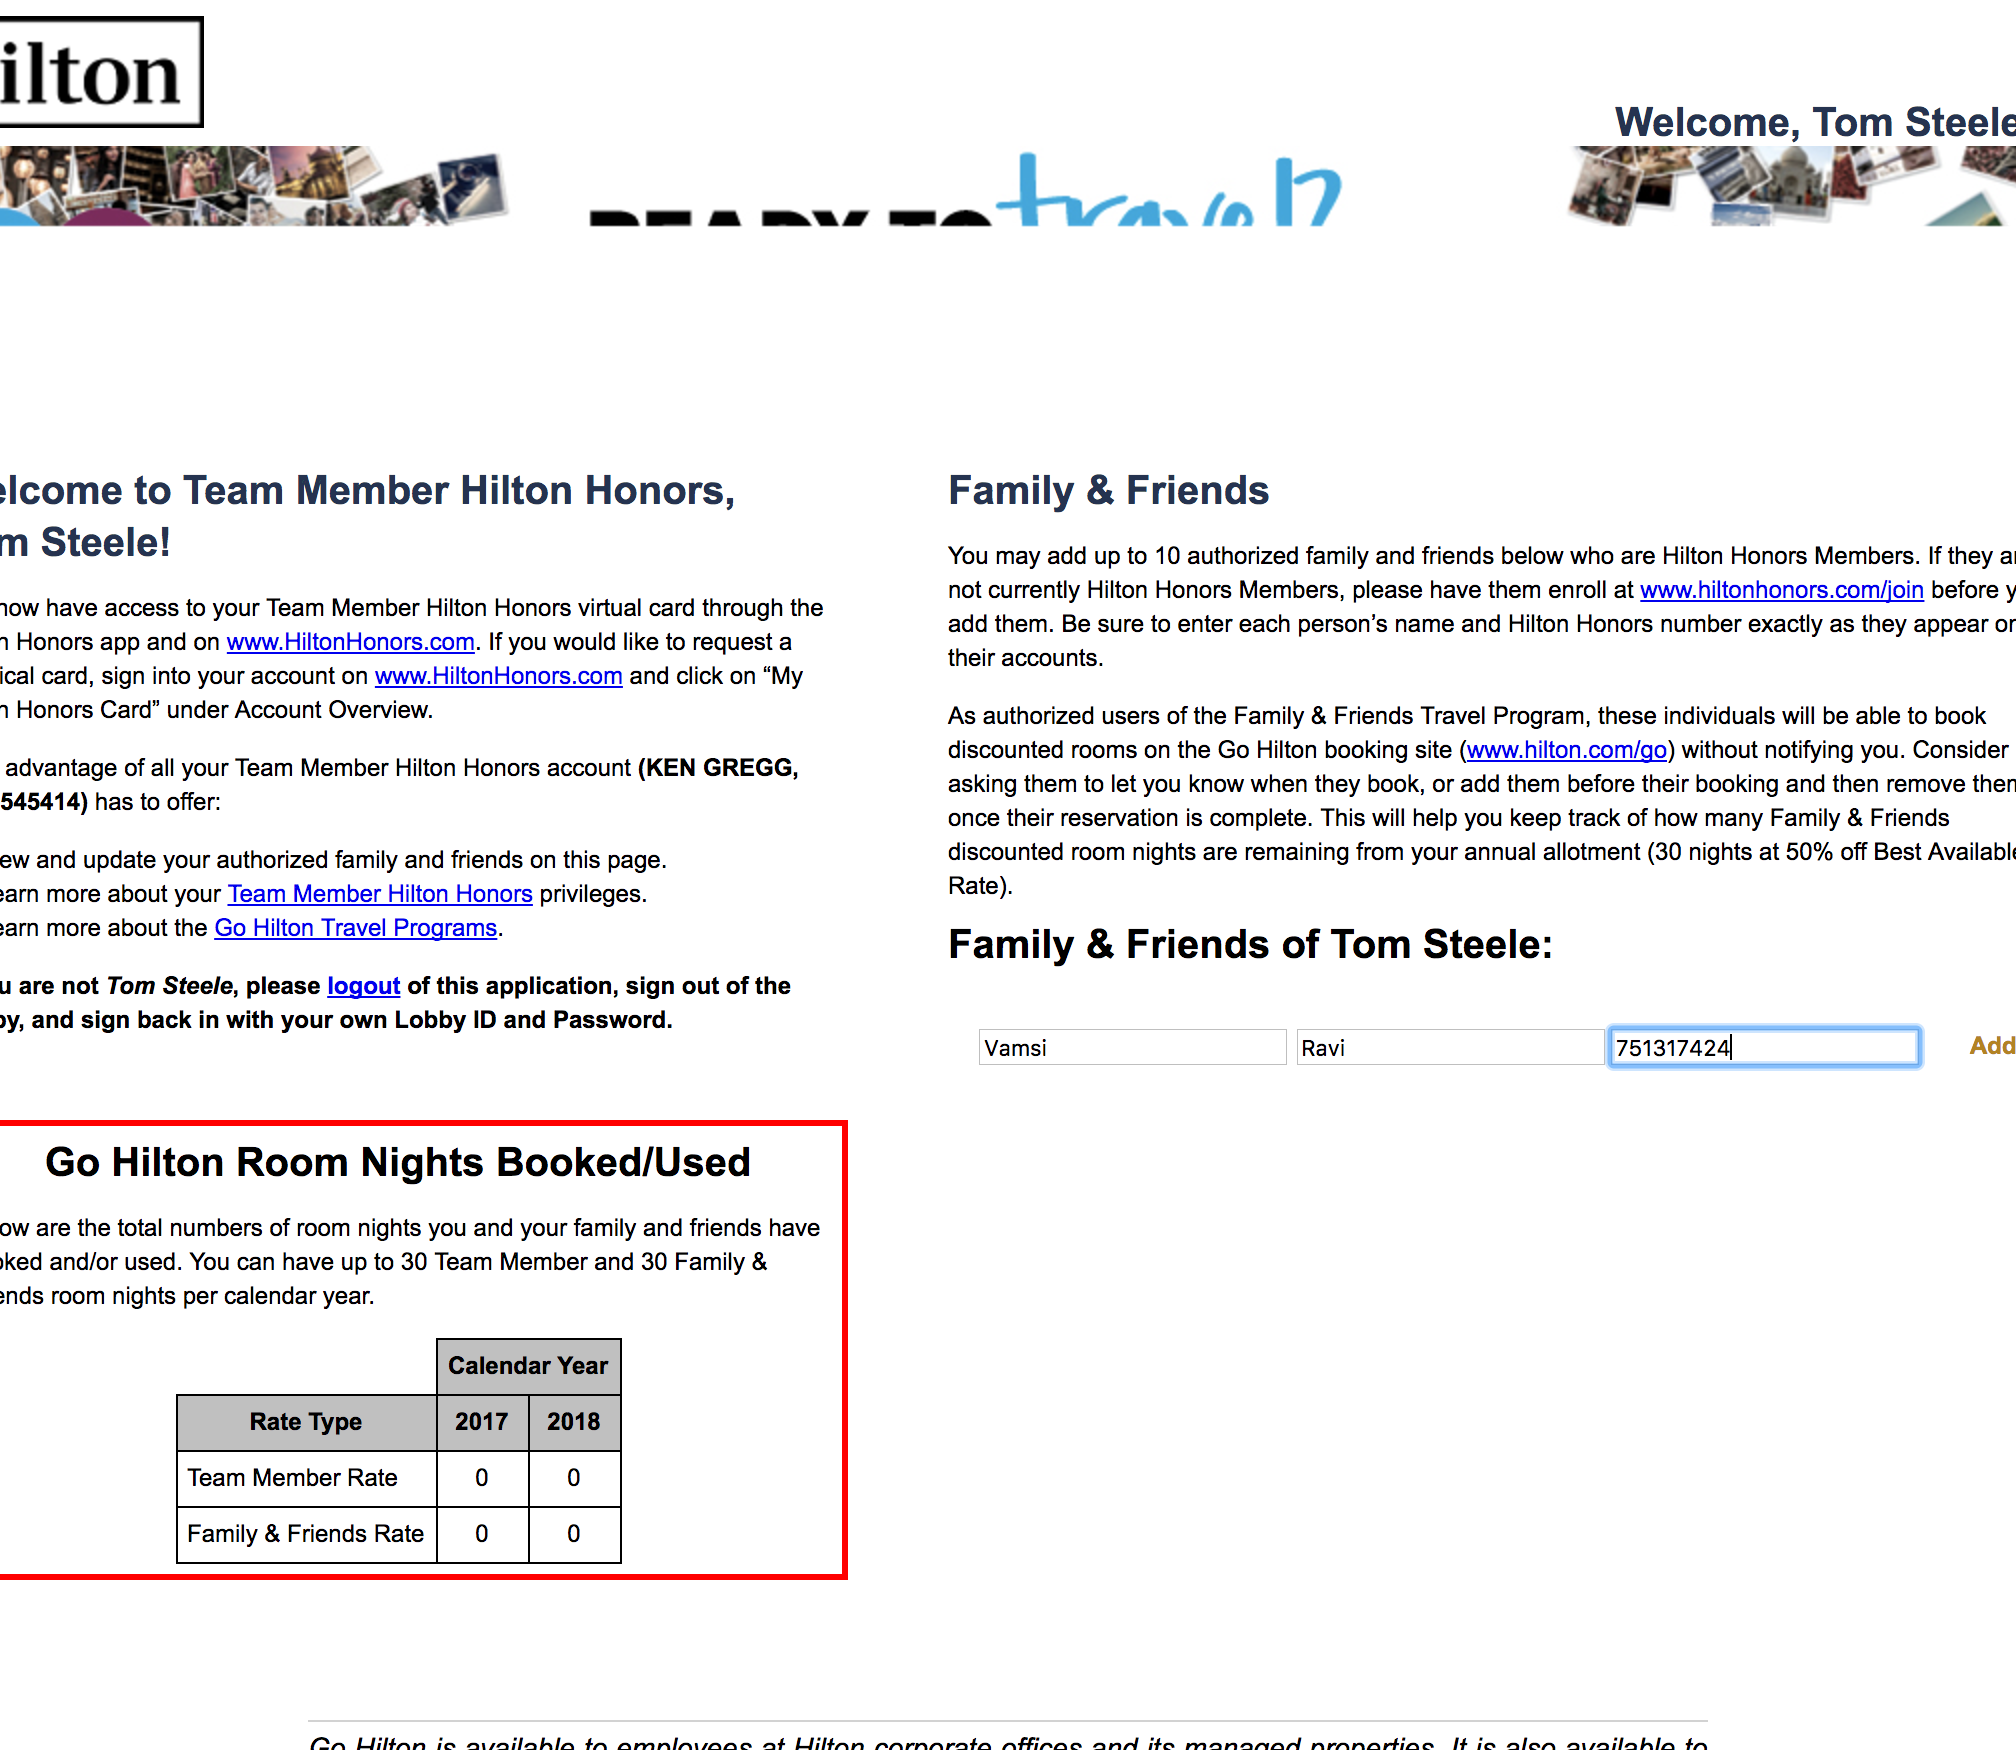 ilton
Welcome, Tom Steele
READY TO travel?
elcome to Team Member Hilton Honors,
m Steele!
now have access to your Team Member Hilton Honors virtual card through the
n Honors app and on www.HiltonHonors.com. If you would like to request a
ical card, sign into your account on www.HiltonHonors.com and click on “My
n Honors Card” under Account Overview.
advantage of all your Team Member Hilton Honors account (KEN GREGG,
545414) has to offer:
ew and update your authorized family and friends on this page.
earn more about your Team Member Hilton Honors privileges.
earn more about the Go Hilton Travel Programs.
u are not Tom Steele, please logout of this application, sign out of the
by, and sign back in with your own Lobby ID and Password.
Go Hilton Room Nights Booked/Used
ow are the total numbers of room nights you and your family and friends have
oked and/or used. You can have up to 30 Team Member and 30 Family &
ends room nights per calendar year.
Calendar Year
Rate Type 2017 2018
Team Member Rate 0 0
Family & Friends Rate 0 0
Family & Friends
You may add up to 10 authorized family and friends below who are Hilton Honors Members. If they a
not currently Hilton Honors Members, please have them enroll at www.hiltonhonors.com/join before y
add them. Be sure to enter each person’s name and Hilton Honors number exactly as they appear or
their accounts.
As authorized users of the Family & Friends Travel Program, these individuals will be able to book
discounted rooms on the Go Hilton booking site (www.hilton.com/go) without notifying you. Consider
asking them to let you know when they book, or add them before their booking and then remove them
once their reservation is complete. This will help you keep track of how many Family & Friends
discounted room nights are remaining from your annual allotment (30 nights at 50% off Best Available
Rate).
Family & Friends of Tom Steele:
Vamsi Ravi 751317424 Add
Go Hilton is available to employees at Hilton corporate offices and its managed properties. It is also available to